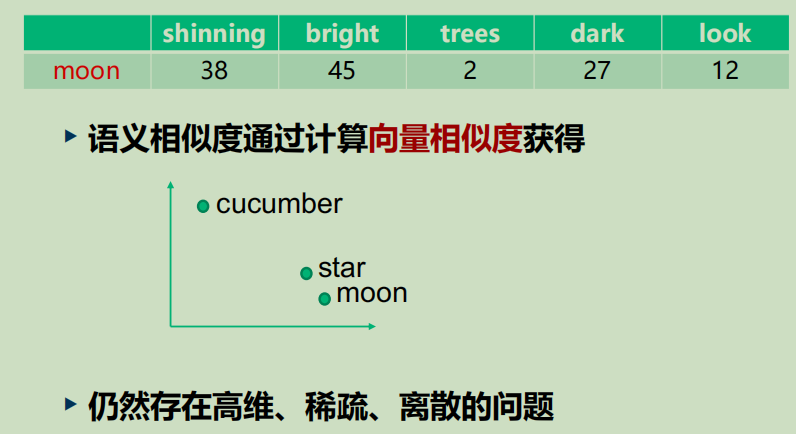 shinning bright trees dark look
moon 38 45 2 27 12
语义相似度通过计算向量相似度获得
cucumber
star
moon
仍然存在高维、稀疏、离散的问题